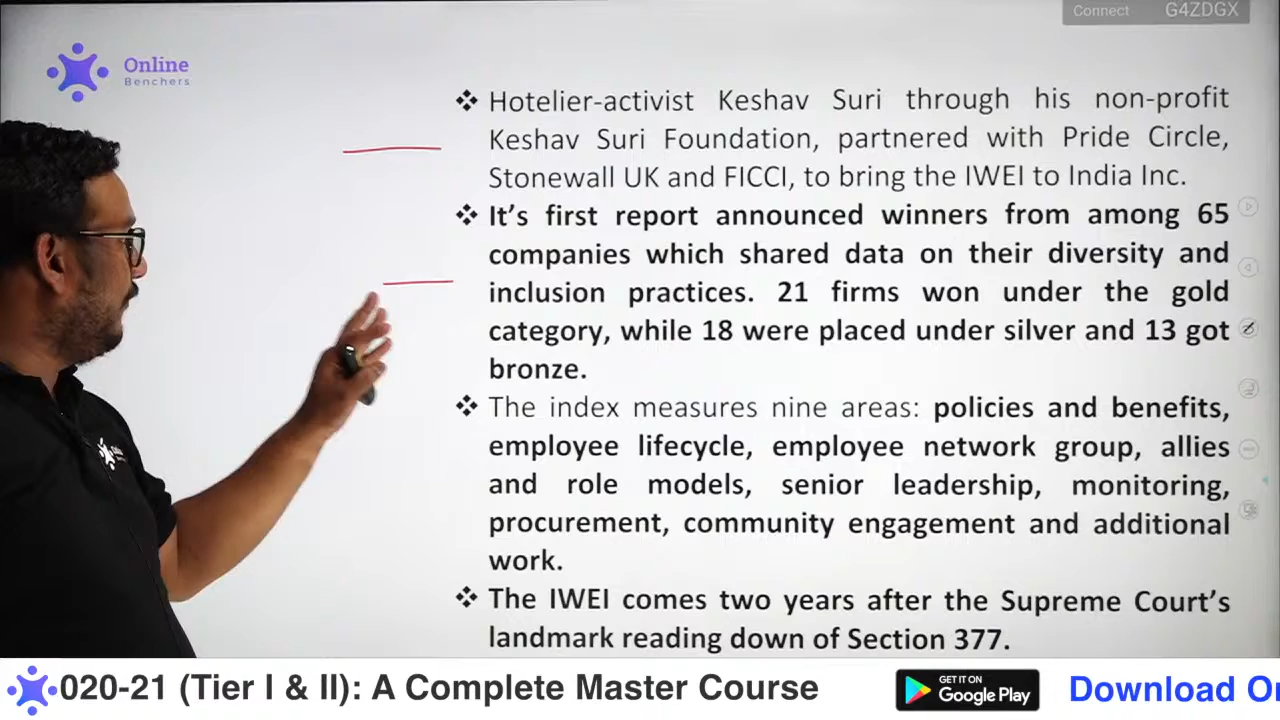 Connect G4ZDGX
Online
Benchers
❖ Hotelier-activist Keshav Suri through his non-profit
Keshav Suri Foundation, partnered with Pride Circle,
Stonewall UK and FICCI, to bring the IWEI to India Inc.
❖ It’s first report announced winners from among 65
companies which shared data on their diversity and
inclusion practices. 21 firms won under the gold
category, while 18 were placed under silver and 13 got
bronze.
❖ The index measures nine areas: policies and benefits,
employee lifecycle, employee network group, allies
and role models, senior leadership, monitoring,
procurement, community engagement and additional
work.
❖ The IWEI comes two years after the Supreme Court’s
landmark reading down of Section 377.
020-21 (Tier I & II): A Complete Master Course
GET IT ON
Google Play
Download